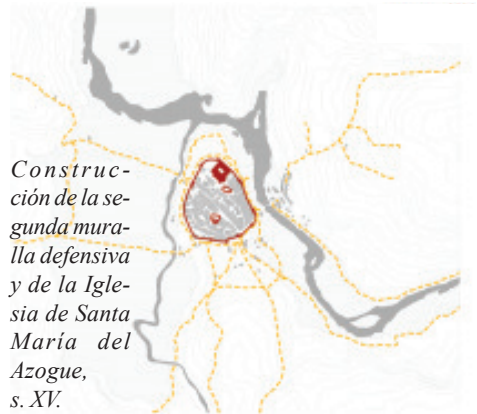 Construc-
ción de la se-
gunda mura-
lla defensiva
y de la Igle-
sia de Santa
María del
Azogue,
s. XV.